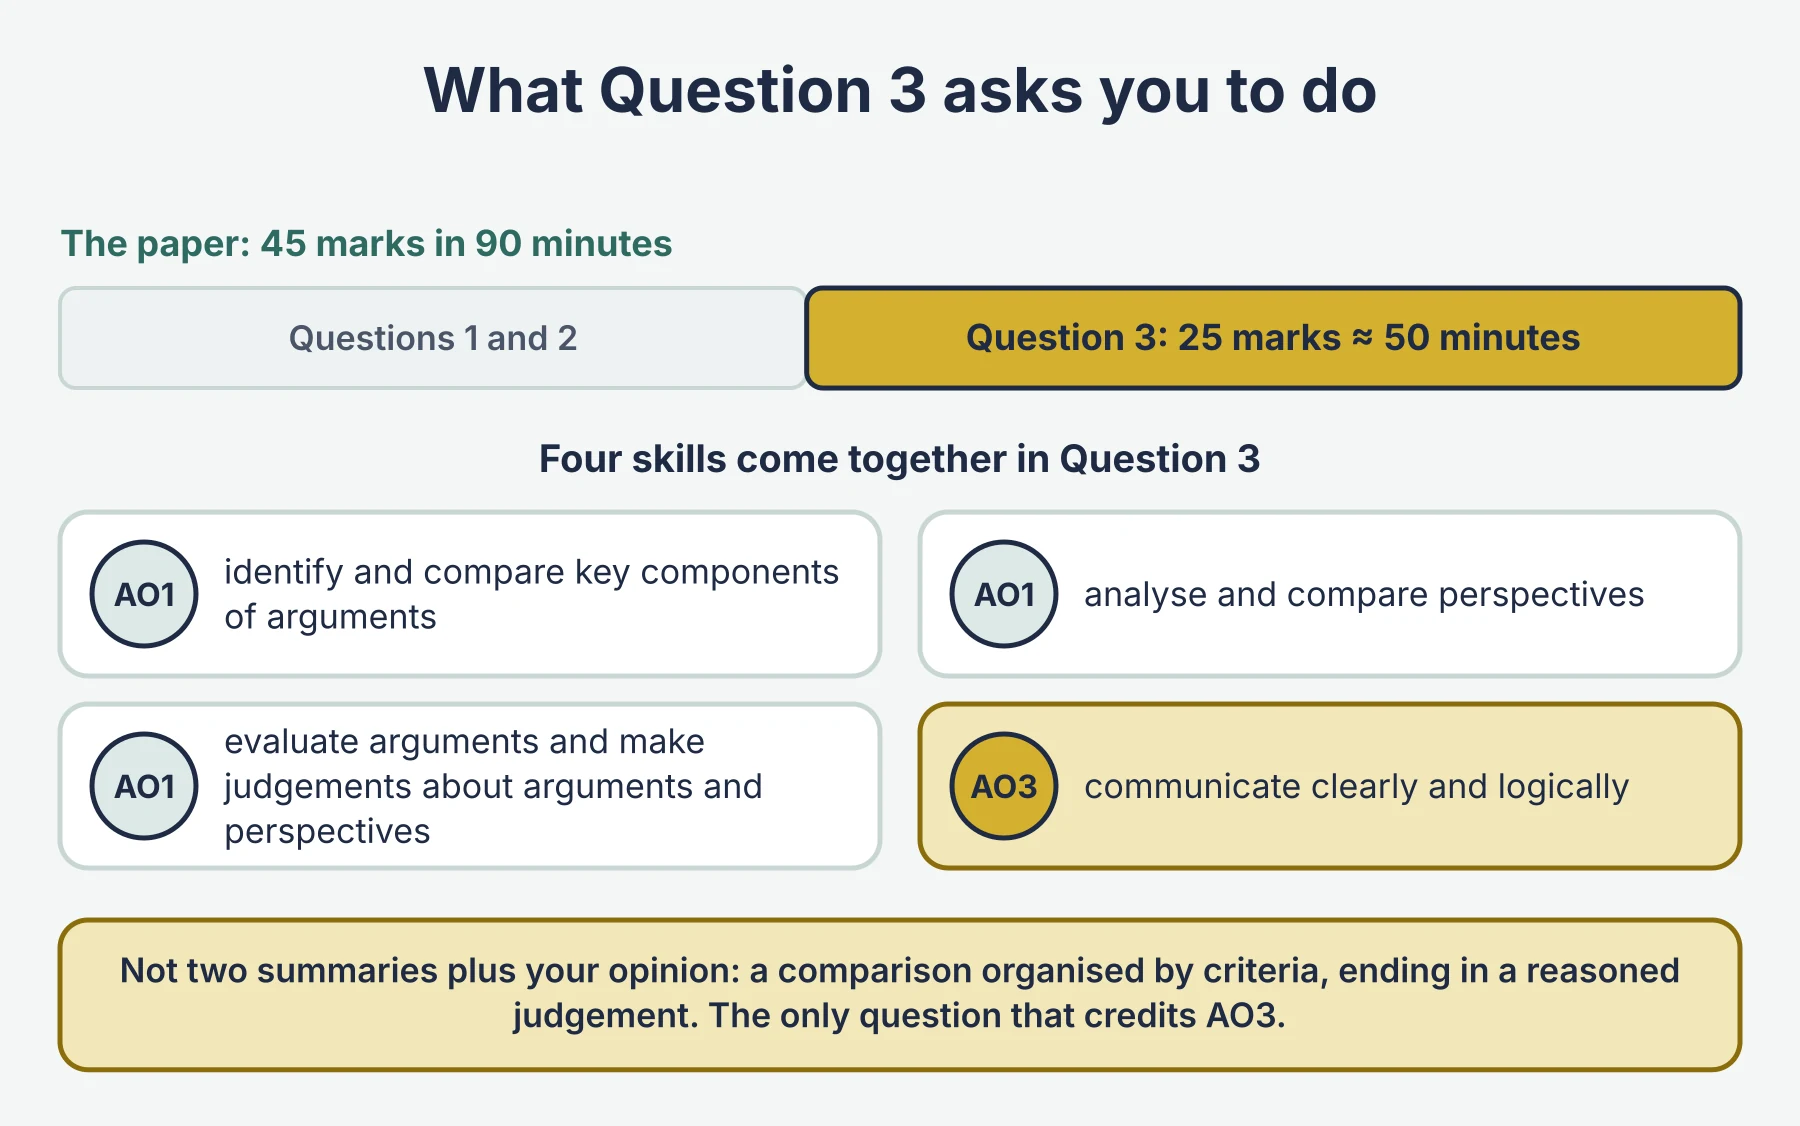 What Question 3 asks you to do
The paper: 45 marks in 90 minutes
Questions 1 and 2
Question 3: 25 marks ≈ 50 minutes
Four skills come together in Question 3
AO1
identify and compare key components
of arguments
AO1
analyse and compare perspectives
AO1
evaluate arguments and make
judgements about arguments and
perspectives
AO3
communicate clearly and logically
Not two summaries plus your opinion: a comparison organised by criteria, ending in a reasoned
judgement. The only question that credits AO3.